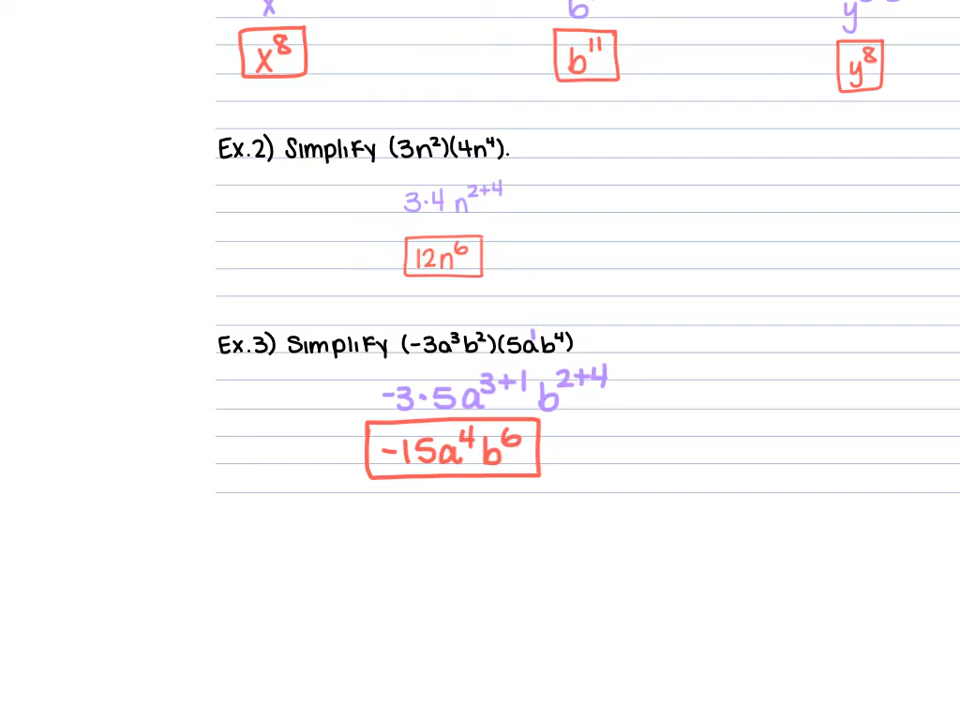 x b y
x⁸ b¹¹ y⁸
Ex.2) Simplify (3n²)(4n⁴).
3·4 n²⁺⁴
12n⁶
Ex.3) Simplify (-3a³b²)(5a¹b⁴)
-3·5a³⁺¹ b²⁺⁴
-15a⁴b⁶